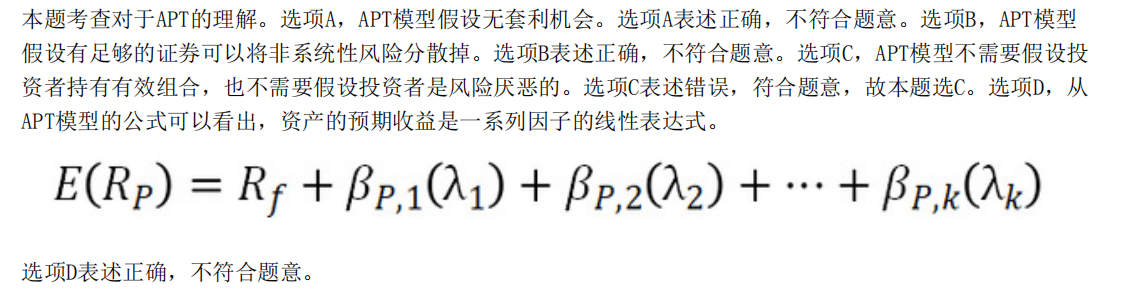 本题考查对于APT的理解。选项A，APT模型假设无套利机会。选项A表述正确，不符合题意。选项B，APT模型
假设有足够的证券可以将非系统性风险分散掉。选项B表述正确，不符合题意。选项C，APT模型不需要假设投
资者持有有效组合，也不需要假设投资者是风险厌恶的。选项C表述错误，符合题意，故本题选C。选项D，从
APT模型的公式可以看出，资产的预期收益是一系列因子的线性表达式。
E(R_P) = R_f + β_{P,1}(λ_1) + β_{P,2}(λ_2) + ⋯ + β_{P,k}(λ_k)
选项D表述正确，不符合题意。